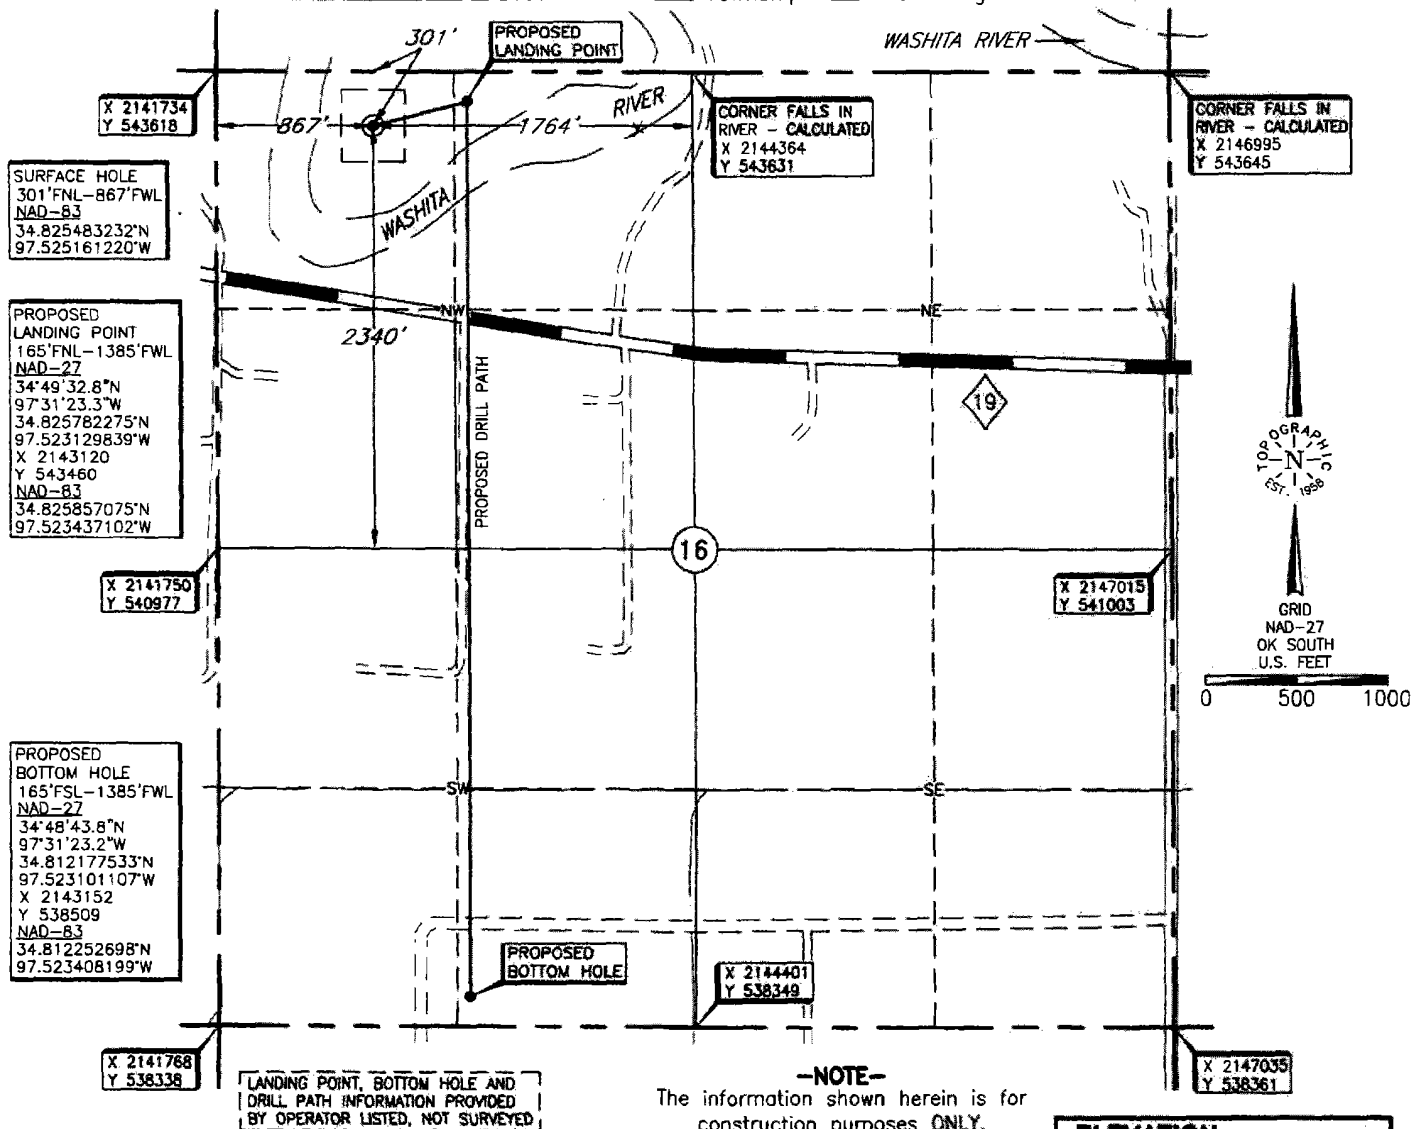 301'
PROPOSED
LANDING POINT
WASHITA RIVER
X 2141734
Y 543618
867'
1764'
RIVER
WASHITA
CORNER FALLS IN
RIVER - CALCULATED
X 2144364
Y 543631
CORNER FALLS IN
RIVER - CALCULATED
X 2146995
Y 543645
SURFACE HOLE
301'FNL-867'FWL
NAD-83
34.825483232°N
97.525161220°W
PROPOSED
LANDING POINT
165'FNL-1385'FWL
NAD-27
34°49'32.8"N
97°31'23.3"W
34.825782275°N
97.523129839°W
X 2143120
Y 543460
NAD-83
34.825857075°N
97.523437102°W
NW
NE
2340'
PROPOSED DRILL PATH
19
TOPOGRAPHIC
N
EST. 1958
16
X 2141750
Y 540977
X 2147015
Y 541003
GRID
NAD-27
OK SOUTH
U.S. FEET
0 500 1000
PROPOSED
BOTTOM HOLE
165'FSL-1385'FWL
NAD-27
34°48'43.8"N
97°31'23.2"W
34.812177533°N
97.523101107°W
X 2143152
Y 538509
NAD-83
34.812252698°N
97.523408199°W
SW
SE
PROPOSED
BOTTOM HOLE
X 2144401
Y 538349
X 2141768
Y 538338
X 2147035
Y 538361
LANDING POINT, BOTTOM HOLE AND
DRILL PATH INFORMATION PROVIDED
BY OPERATOR LISTED, NOT SURVEYED
-NOTE-
The information shown herein is for
construction purposes ONLY.
ELEVATION